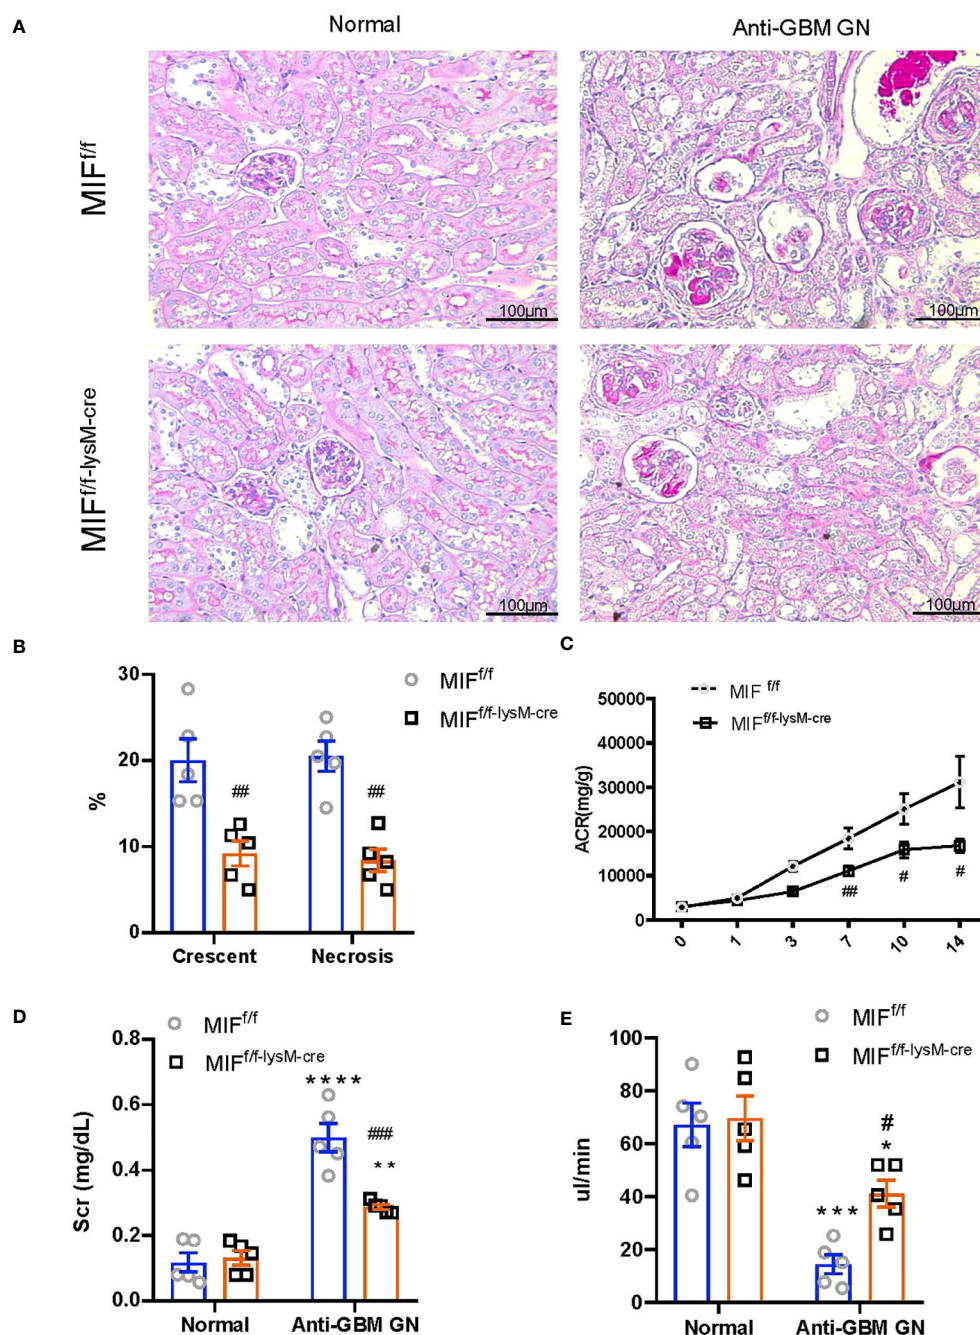 A
Normal
Anti-GBM GN
MIFf/f
100µm
100µm
MIFf/f-lysM-cre
100µm
100µm
B
30
20
10
0
%
MIFf/f
MIFf/f-lysM-cre
##
##
Crescent
Necrosis
C
MIF f/f
MIFf/f-lysM-cre
50000
40000
30000
20000
10000
0
ACR(mg/g)
##
#
#
0
1
3
7
10
14
D
MIFf/f
MIFf/f-lysM-cre
0.8
0.6
0.4
0.2
0.0
Scr (mg/dL)
****
###
**
Normal
Anti-GBM GN
E
MIFf/f
MIFf/f-lysM-cre
100
80
60
40
20
0
ul/min
***
#
*
Normal
Anti-GBM GN